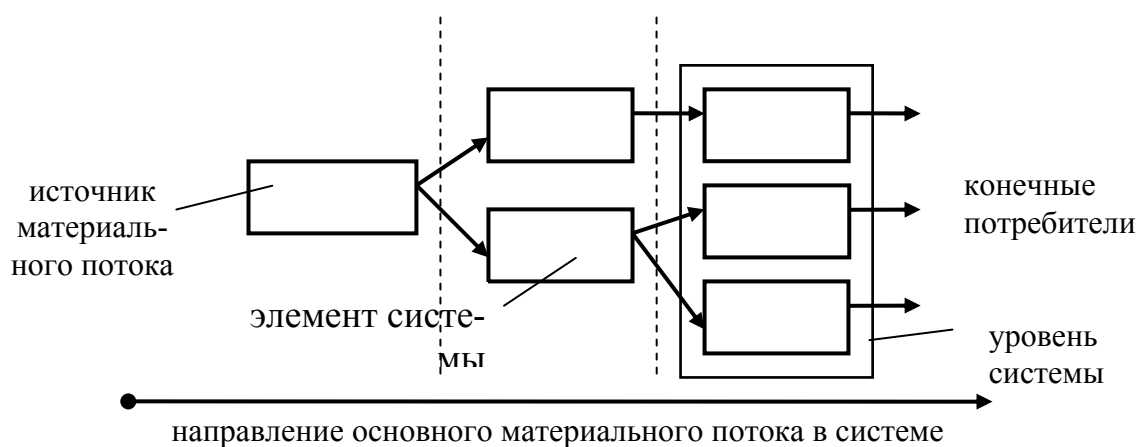 источник
материаль-
ного потока
элемент систе-
мы
конечные
потребители
уровень
системы
направление основного материального потока в системе